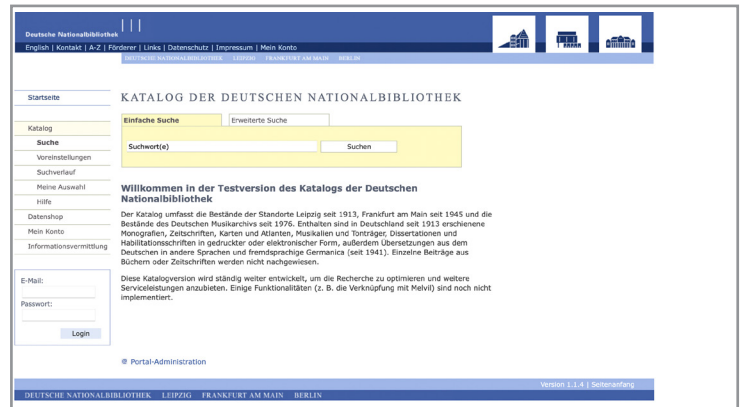 Deutsche Nationalbibliothek
English | Kontakt | A-Z | Förderer | Links | Datenschutz | Impressum | Mein Konto
DEUTSCHE NATIONALBIBLIOTHEK LEIPZIG FRANKFURT AM MAIN BERLIN
Startseite
Katalog
Suche
Voreinstellungen
Suchverlauf
Meine Auswahl
Hilfe
Datenshop
Mein Konto
Informationsvermittlung
E-Mail:
Passwort:
Login
KATALOG DER DEUTSCHEN NATIONALBIBLIOTHEK
Einfache Suche Erweiterte Suche
Suchwort(e) Suchen
Willkommen in der Testversion des Katalogs der Deutschen
Nationalbibliothek
Der Katalog umfasst die Bestände der Standorte Leipzig seit 1913, Frankfurt am Main seit 1945 und die
Bestände des Deutschen Musikarchivs seit 1976. Enthalten sind in Deutschland seit 1913 erschienene
Monografien, Zeitschriften, Karten und Atlanten, Musikalien und Tonträger, Dissertationen und
Habilitationsschriften in gedruckter oder elektronischer Form, außerdem Übersetzungen aus dem
Deutschen in andere Sprachen und fremdsprachige Germanica (seit 1941). Einzelne Beiträge aus
Büchern oder Zeitschriften werden nicht nachgewiesen.
Diese Katalogversion wird ständig weiter entwickelt, um die Recherche zu optimieren und weitere
Serviceleistungen anzubieten. Einige Funktionalitäten (z. B. die Verknüpfung mit Melvil) sind noch nicht
implementiert.
Portal-Administration
Version 1.1.4 | Seitenanfang
DEUTSCHE NATIONALBIBLIOTHEK LEIPZIG FRANKFURT AM MAIN BERLIN